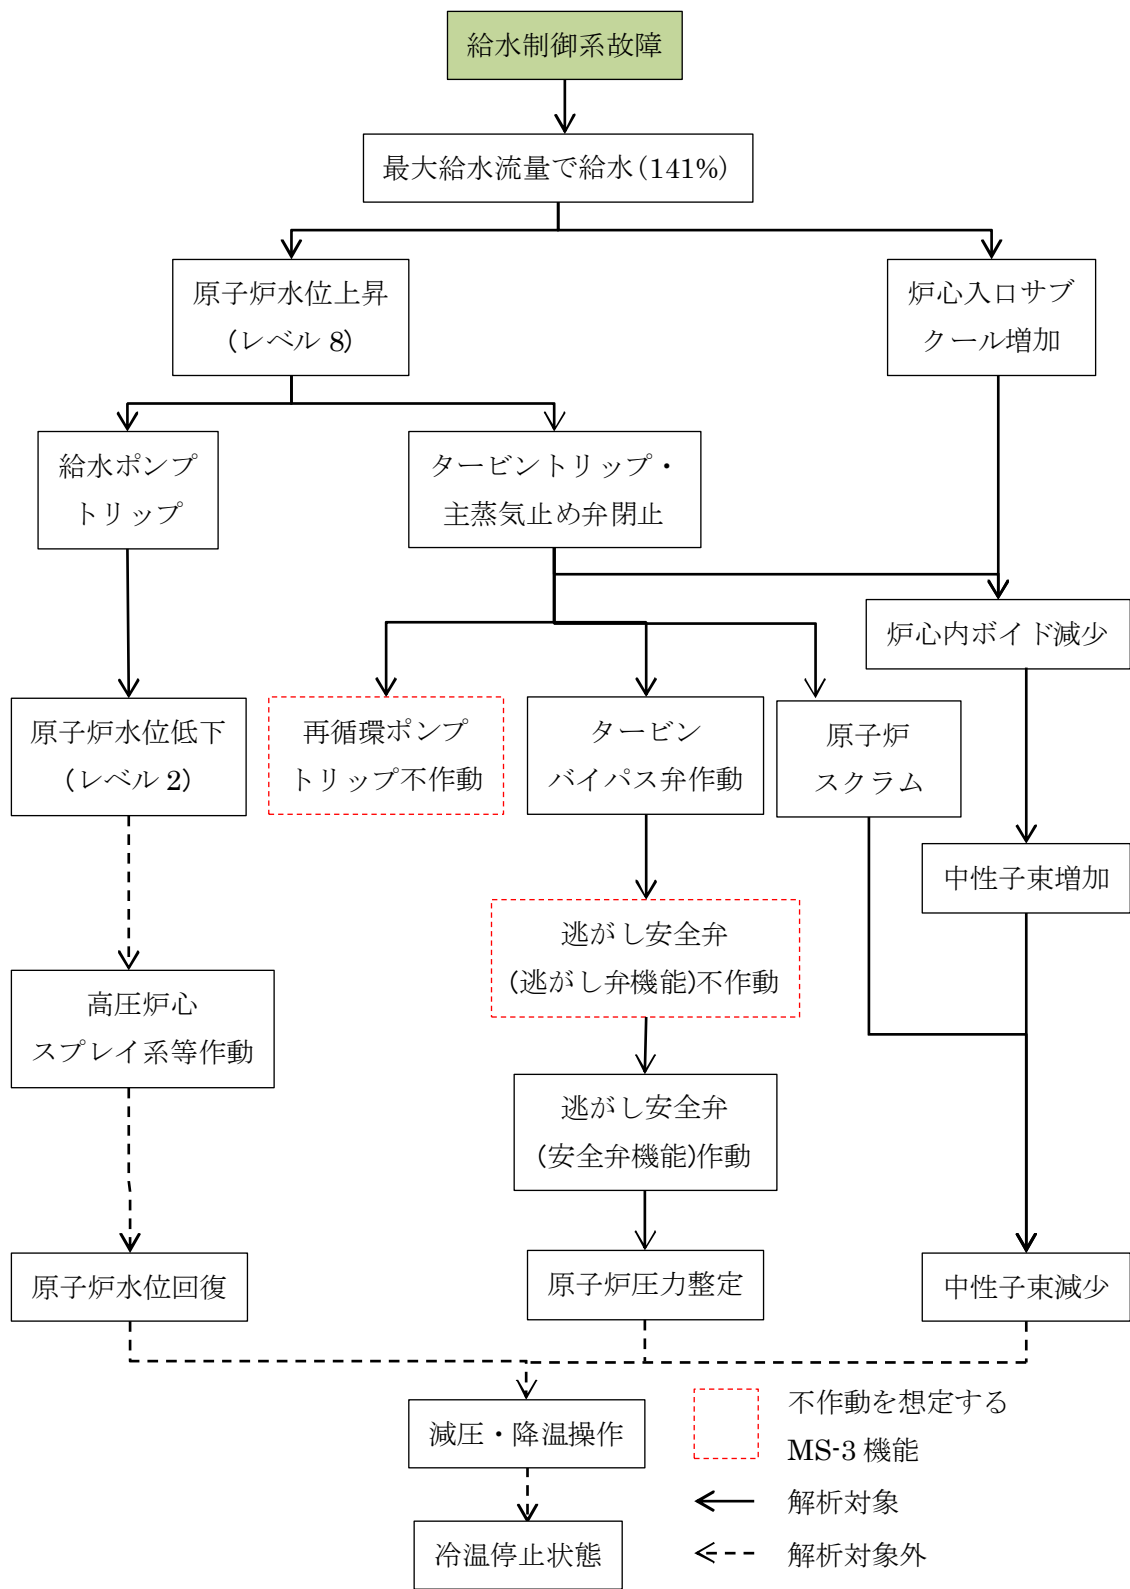 給水制御系故障
最大給水流量で給水(141%)
原子炉水位上昇
(レベル 8)
炉心入口サブ
クール増加
給水ポンプ
トリップ
タービントリップ・
主蒸気止め弁閉止
炉心内ボイド減少
原子炉水位低下
(レベル 2)
再循環ポンプ
トリップ不作動
タービン
バイパス弁作動
原子炉
スクラム
中性子束増加
逃がし安全弁
(逃がし弁機能)不作動
高圧炉心
スプレイ系等作動
逃がし安全弁
(安全弁機能)作動
原子炉水位回復
原子炉圧力整定
中性子束減少
減圧・降温操作
冷温停止状態
不作動を想定する
MS-3 機能
解析対象
解析対象外